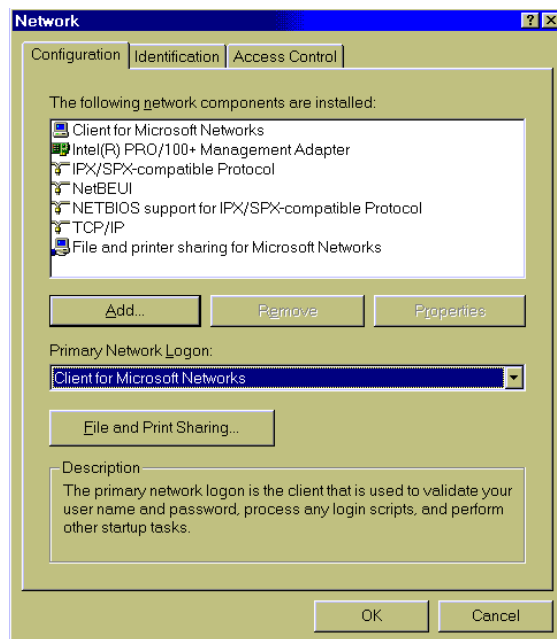 Network
Configuration Identification Access Control
The following network components are installed:
Client for Microsoft Networks
Intel(R) PRO/100+ Management Adapter
IPX/SPX-compatible Protocol
NetBEUI
NETBIOS support for IPX/SPX-compatible Protocol
TCP/IP
File and printer sharing for Microsoft Networks
Add... Remove Properties
Primary Network Logon:
Client for Microsoft Networks
File and Print Sharing...
Description
The primary network logon is the client that is used to validate your
user name and password, process any login scripts, and perform
other startup tasks.
OK Cancel